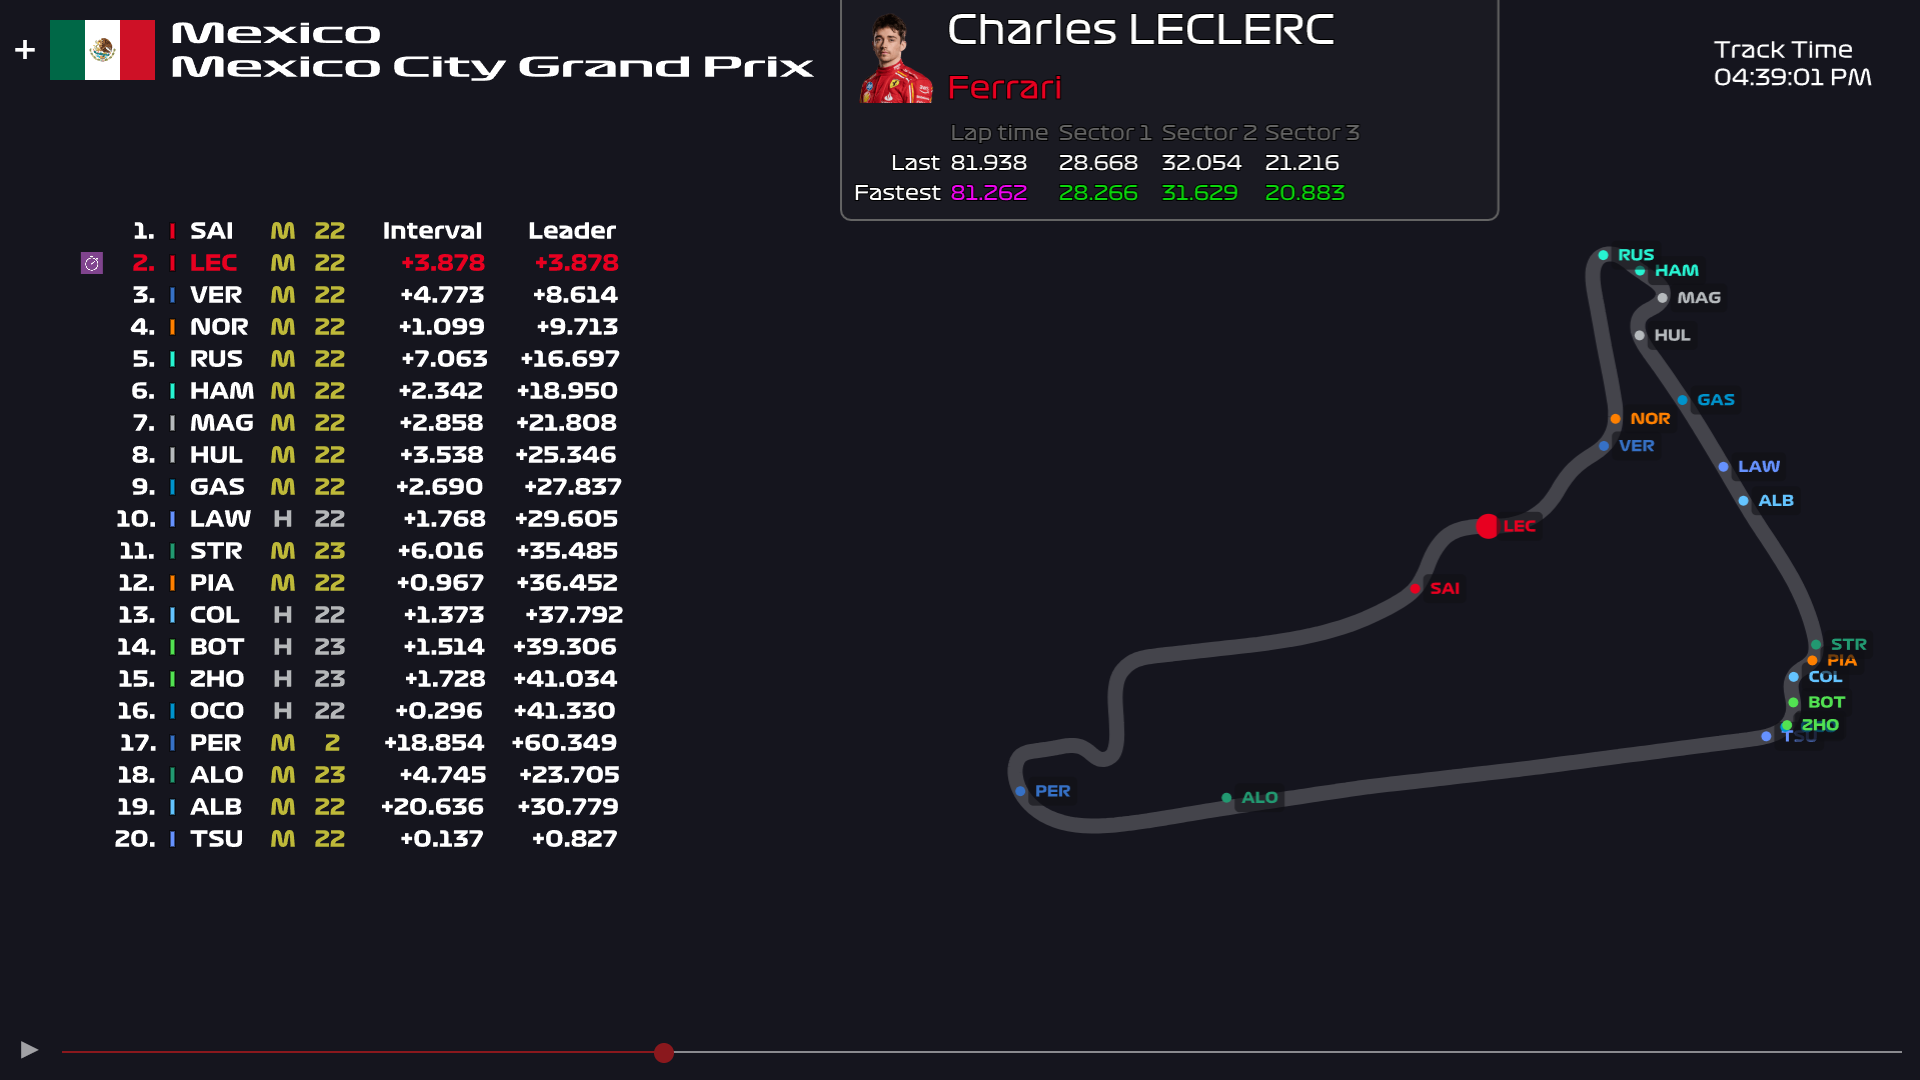 + Mexico
Mexico City Grand Prix
Charles LECLERC
Ferrari
Lap time Sector 1 Sector 2 Sector 3
Last 81.938 28.668 32.054 21.216
Fastest 81.262 28.266 31.629 20.883
Track Time
04:39:01 PM
1. SAI M 22 Interval Leader
2. LEC M 22 +3.878 +3.878
3. VER M 22 +4.773 +8.614
4. NOR M 22 +1.099 +9.713
5. RUS M 22 +7.063 +16.697
6. HAM M 22 +2.342 +18.950
7. MAG M 22 +2.858 +21.808
8. HUL M 22 +3.538 +25.346
9. GAS M 22 +2.690 +27.837
10. LAW H 22 +1.768 +29.605
11. STR M 23 +6.016 +35.485
12. PIA M 22 +0.967 +36.452
13. COL H 22 +1.373 +37.792
14. BOT H 23 +1.514 +39.306
15. ZHO H 23 +1.728 +41.034
16. OCO H 22 +0.296 +41.330
17. PER M 2 +18.854 +60.349
18. ALO M 23 +4.745 +23.705
19. ALB M 22 +20.636 +30.779
20. TSU M 22 +0.137 +0.827
RUS
HAM
MAG
HUL
GAS
NOR
VER
LAW
ALB
LEC
SAI
STR
PIA
COL
BOT
ZHO
TSU
PER
ALO